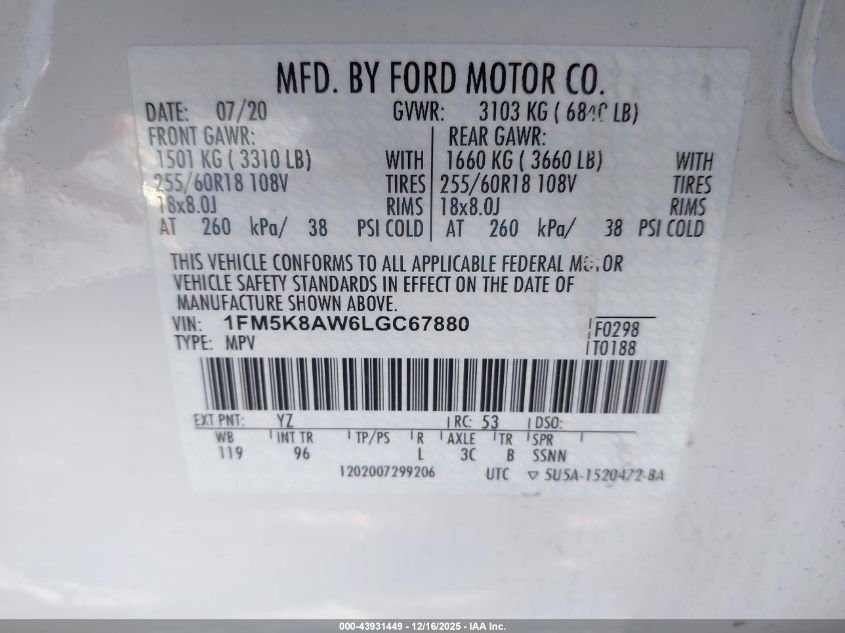 MFD. BY FORD MOTOR CO.
DATE: 07/20 GVWR: 3103 KG ( 6840 LB)
FRONT GAWR: REAR GAWR:
1501 KG ( 3310 LB) WITH 1660 KG ( 3660 LB) WITH
255/60R18 108V TIRES 255/60R18 108V TIRES
18x8.0J RIMS 18x8.0J RIMS
AT 260 kPa/ 38 PSI COLD AT 260 kPa/ 38 PSI COLD
THIS VEHICLE CONFORMS TO ALL APPLICABLE FEDERAL MOTOR
VEHICLE SAFETY STANDARDS IN EFFECT ON THE DATE OF
MANUFACTURE SHOWN ABOVE.
VIN: 1FM5K8AW6LGC67880 F0298
TYPE: MPV T0188
EXT PNT: YZ RC: 53 DSO:
WB INT TR TP/PS R AXLE TR SPR
119 96 L 3C B SSNN
1202007299206 UTC ▽ 5U5A-1520472-BA
000-43931449 - 12/16/2025 - IAA Inc.